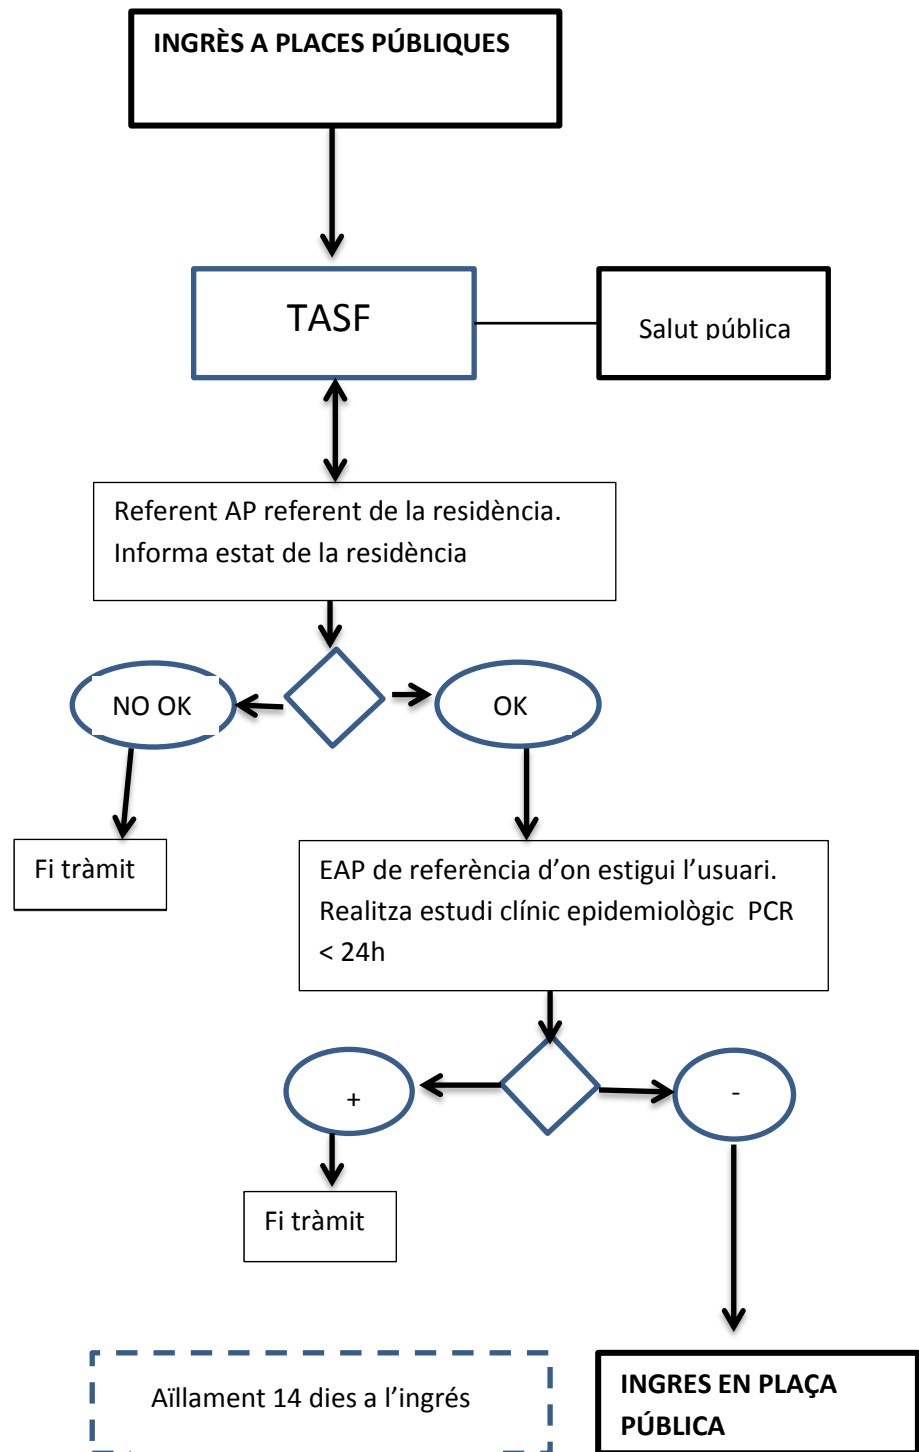 INGRÈS A PLACES PÚBLIQUES
TASF
Salut pública
Referent AP referent de la residència.
Informa estat de la residència
NO OK
OK
Fi tràmit
EAP de referència d’on estigui l’usuari.
Realitza estudi clínic epidemiològic PCR
< 24h
+
-
Fi tràmit
Aïllament 14 dies a l’ingrés
INGRES EN PLAÇA
PÚBLICA